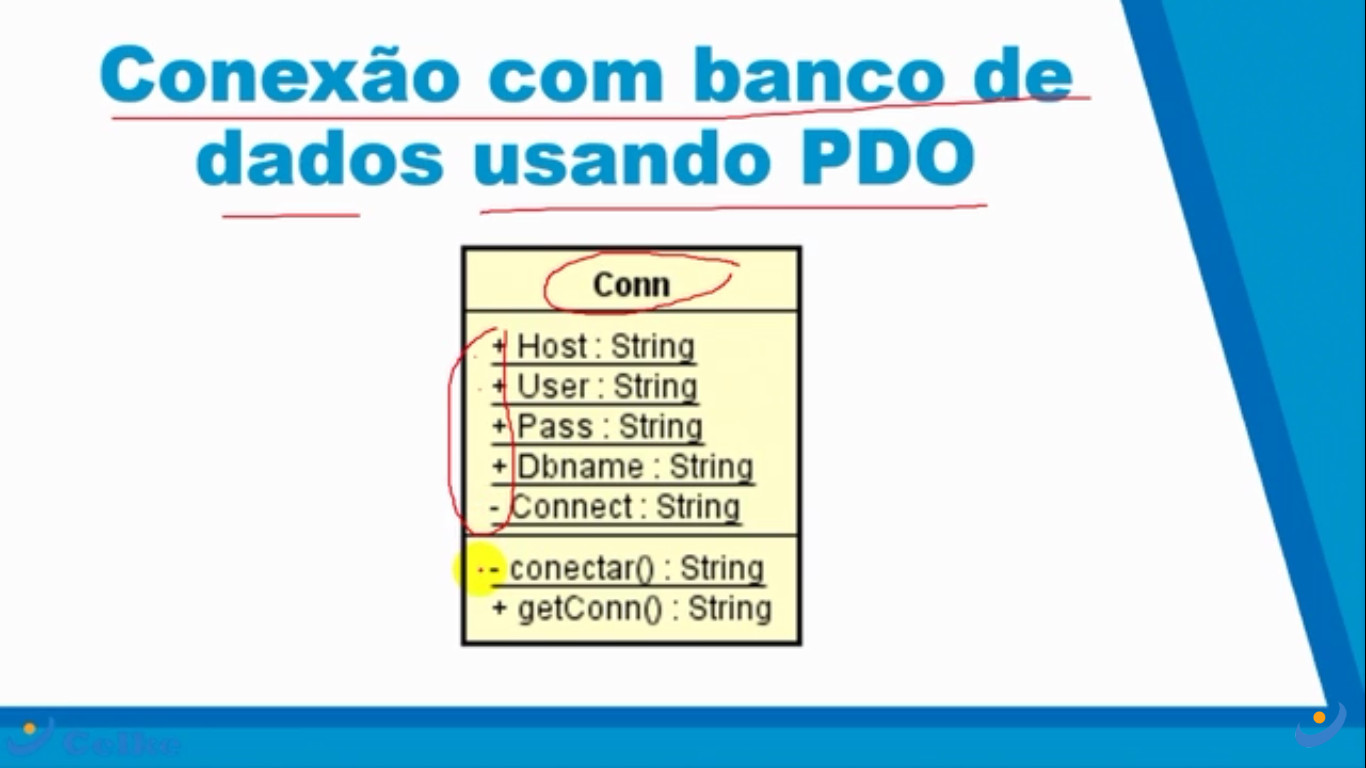 Conexão com banco de
dados usando PDO
Conn
+ Host : String
+ User : String
+ Pass : String
+ Dbname : String
- Connect : String
- conectar() : String
+ getConn() : String
Celke